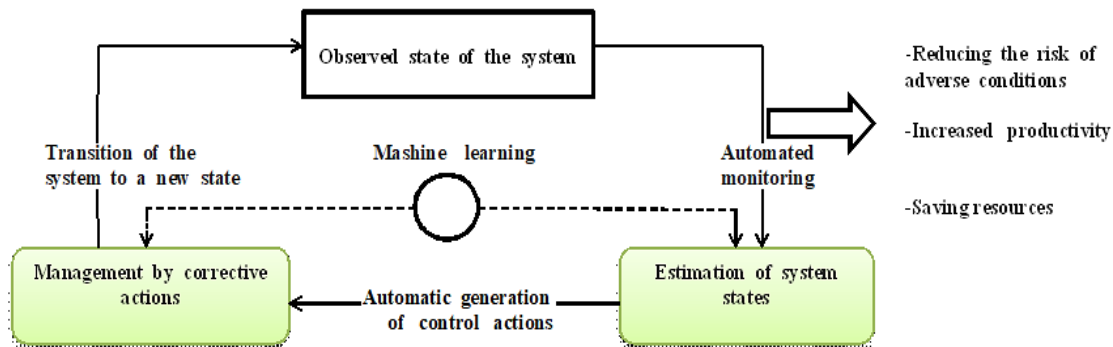 Observed state of the system
-Reducing the risk of
adverse conditions
-Increased productivity
-Saving resources
Transition of the
system to a new state
Mashine learning
Automated
monitoring
Management by corrective
actions
Automatic generation
of control actions
Estimation of system
states